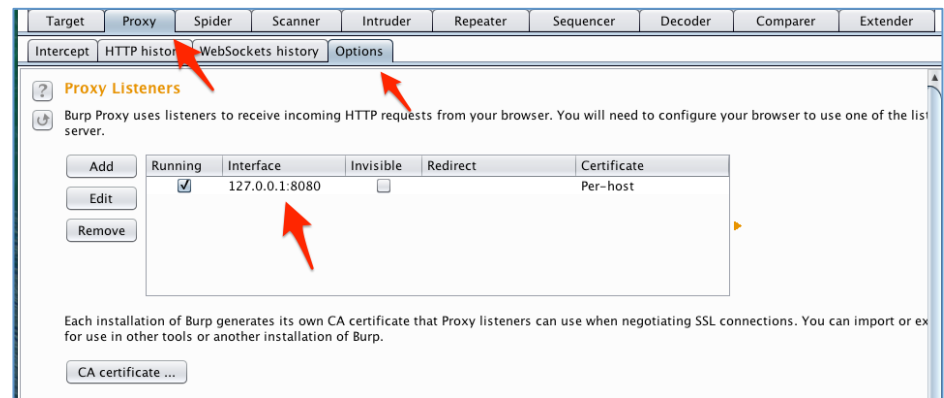 Target Proxy Spider Scanner Intruder Repeater Sequencer Decoder Comparer Extender
Intercept HTTP history WebSockets history Options
?
Proxy Listeners
Burp Proxy uses listeners to receive incoming HTTP requests from your browser. You will need to configure your browser to use one of the
server.
Add Running Interface Invisible Redirect Certificate
127.0.0.1:8080 Per-host
Edit
Remove
Each installation of Burp generates its own CA certificate that Proxy listeners can use when negotiating SSL connections. You can import or
for use in other tools or another installation of Burp.
CA certificate ...